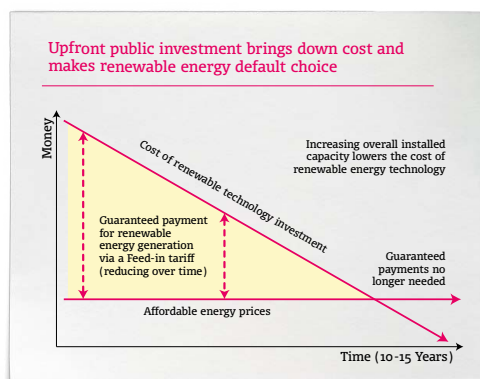 Upfront public investment brings down cost and
makes renewable energy default choice
Money
Cost of renewable technology investment
Increasing overall installed
capacity lowers the cost of
renewable energy technology
Guaranteed payment
for renewable
energy generation
via a Feed-in tariff
(reducing over time)
Guaranteed
payments no
longer needed
Affordable energy prices
Time (10-15 Years)